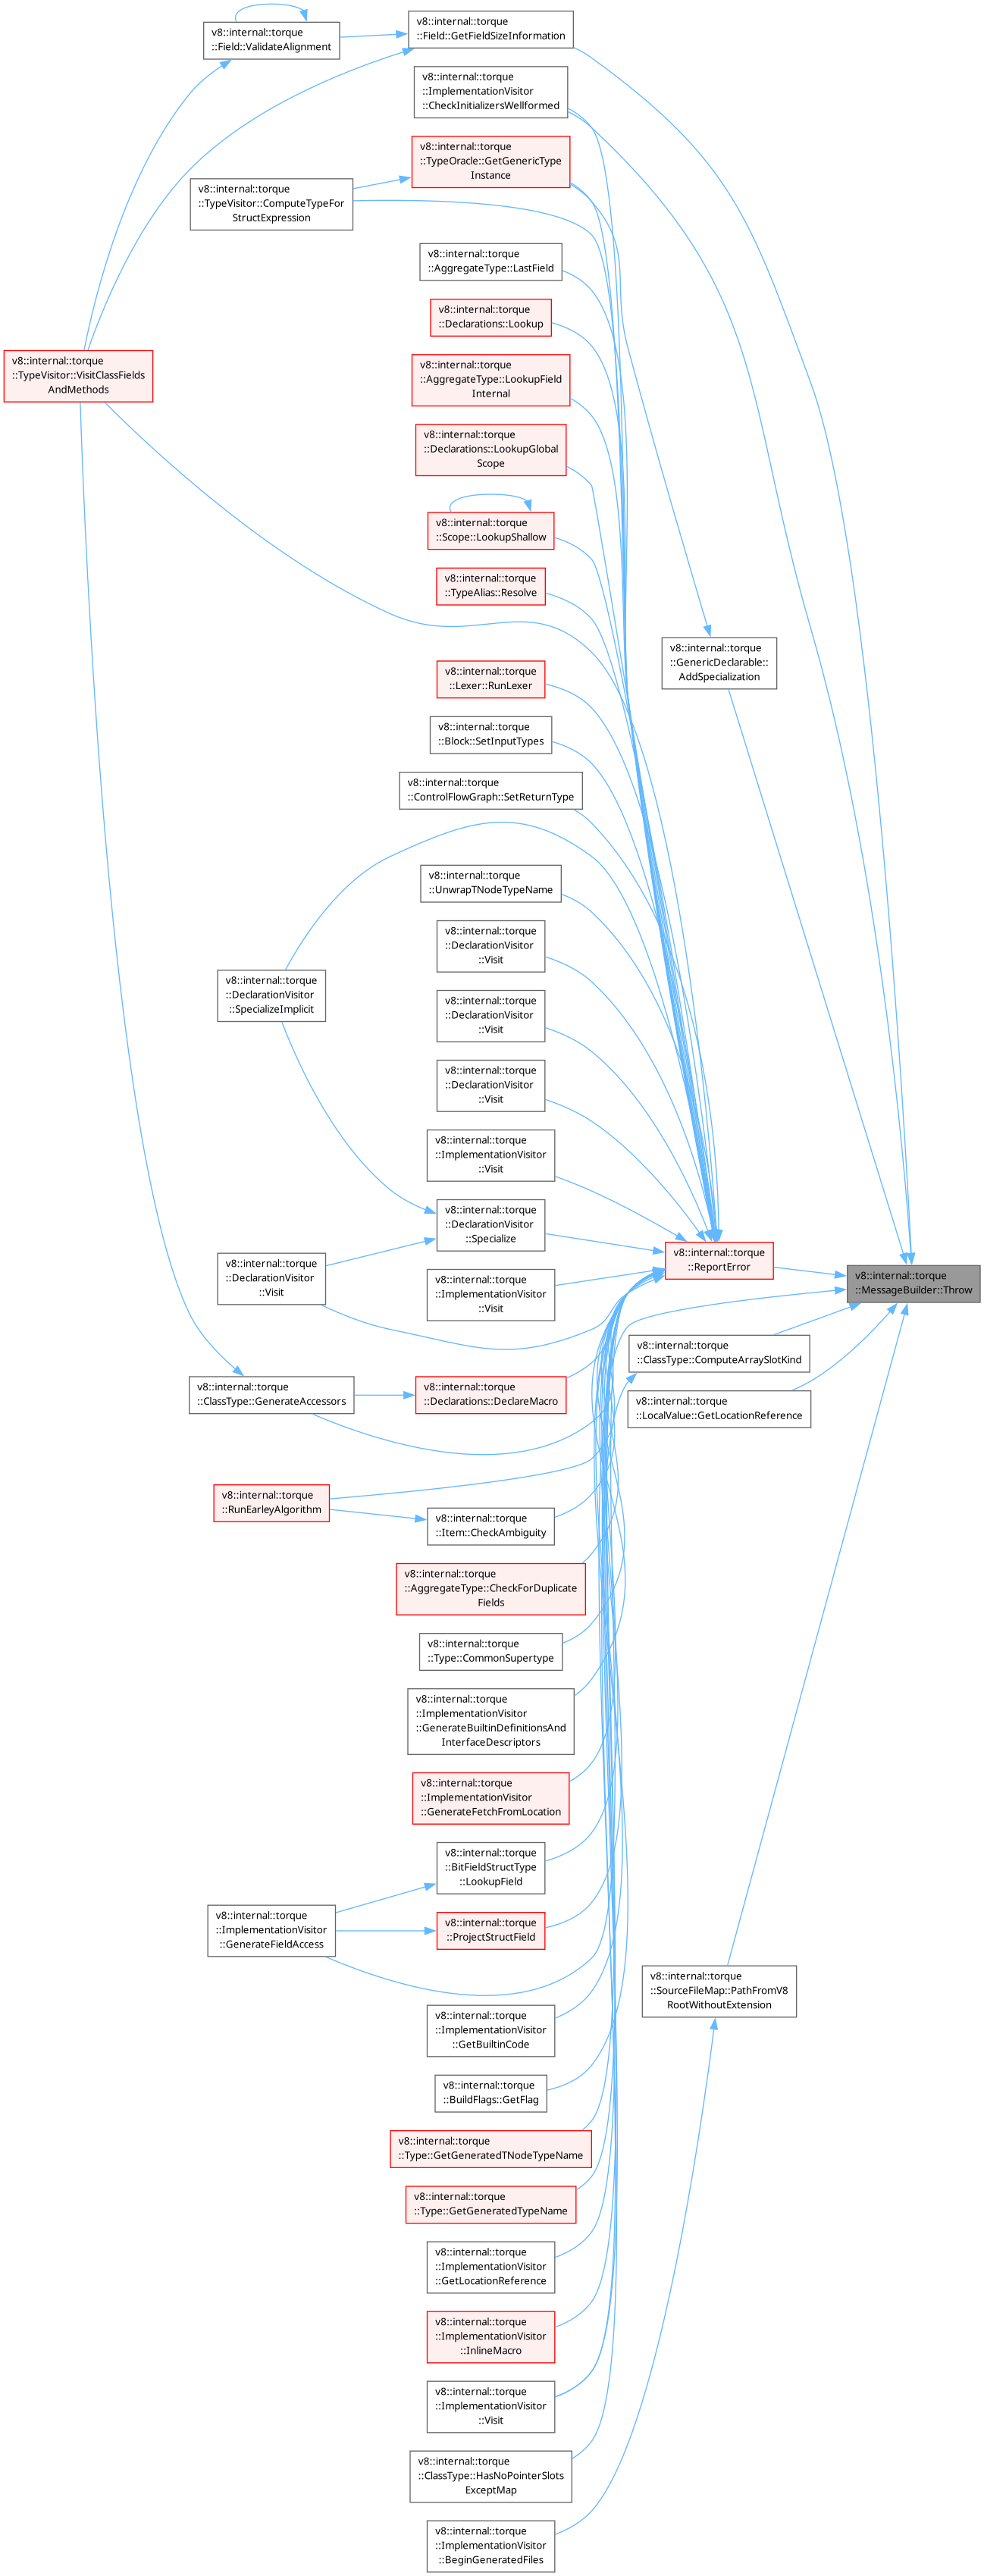 v8::internal::torque
::Field::ValidateAlignment
v8::internal::torque
::Field::GetFieldSizeInformation
v8::internal::torque
::ImplementationVisitor
::CheckInitializersWellformed
v8::internal::torque
::TypeOracle::GetGenericType
Instance
v8::internal::torque
::TypeVisitor::ComputeTypeFor
StructExpression
v8::internal::torque
::AggregateType::LastField
v8::internal::torque
::Declarations::Lookup
v8::internal::torque
::TypeVisitor::VisitClassFields
AndMethods
v8::internal::torque
::AggregateType::LookupField
Internal
v8::internal::torque
::Declarations::LookupGlobal
Scope
v8::internal::torque
::Scope::LookupShallow
v8::internal::torque
::TypeAlias::Resolve
v8::internal::torque
::GenericDeclarable::
AddSpecialization
v8::internal::torque
::Lexer::RunLexer
v8::internal::torque
::Block::SetInputTypes
v8::internal::torque
::ControlFlowGraph::SetReturnType
v8::internal::torque
::UnwrapTNodeTypeName
v8::internal::torque
::DeclarationVisitor
::Visit
v8::internal::torque
::DeclarationVisitor
::SpecializeImplicit
v8::internal::torque
::DeclarationVisitor
::Visit
v8::internal::torque
::DeclarationVisitor
::Visit
v8::internal::torque
::ImplementationVisitor
::Visit
v8::internal::torque
::DeclarationVisitor
::Specialize
v8::internal::torque
::DeclarationVisitor
::Visit
v8::internal::torque
::ReportError
v8::internal::torque
::MessageBuilder::Throw
v8::internal::torque
::ImplementationVisitor
::Visit
v8::internal::torque
::ClassType::ComputeArraySlotKind
v8::internal::torque
::ClassType::GenerateAccessors
v8::internal::torque
::Declarations::DeclareMacro
v8::internal::torque
::LocalValue::GetLocationReference
v8::internal::torque
::RunEarleyAlgorithm
v8::internal::torque
::Item::CheckAmbiguity
v8::internal::torque
::AggregateType::CheckForDuplicate
Fields
v8::internal::torque
::Type::CommonSupertype
v8::internal::torque
::ImplementationVisitor
::GenerateBuiltinDefinitionsAnd
InterfaceDescriptors
v8::internal::torque
::ImplementationVisitor
::GenerateFetchFromLocation
v8::internal::torque
::BitFieldStructType
::LookupField
v8::internal::torque
::ImplementationVisitor
::GenerateFieldAccess
v8::internal::torque
::ProjectStructField
v8::internal::torque
::SourceFileMap::PathFromV8
RootWithoutExtension
v8::internal::torque
::ImplementationVisitor
::GetBuiltinCode
v8::internal::torque
::BuildFlags::GetFlag
v8::internal::torque
::Type::GetGeneratedTNodeTypeName
v8::internal::torque
::Type::GetGeneratedTypeName
v8::internal::torque
::ImplementationVisitor
::GetLocationReference
v8::internal::torque
::ImplementationVisitor
::InlineMacro
v8::internal::torque
::ImplementationVisitor
::Visit
v8::internal::torque
::ClassType::HasNoPointerSlots
ExceptMap
v8::internal::torque
::ImplementationVisitor
::BeginGeneratedFiles